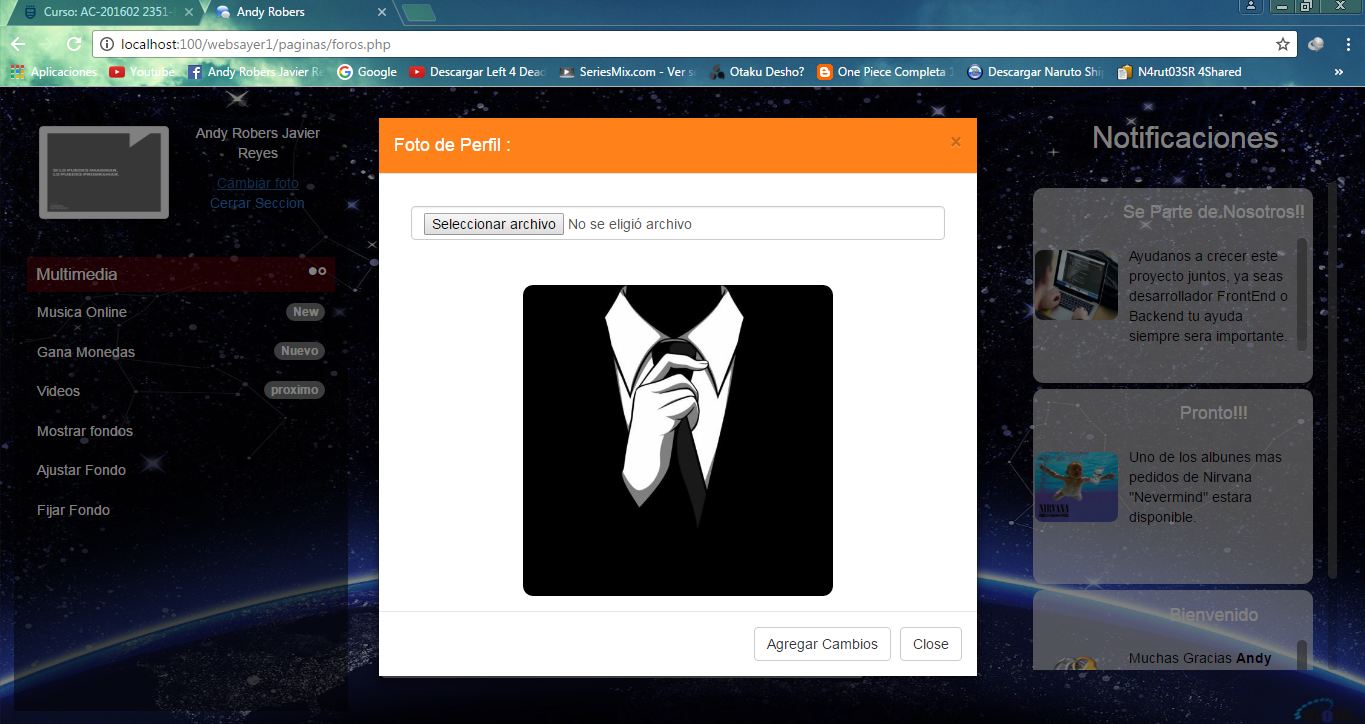 Curso: AC-201602 2351-
Andy Robers
localhost:100/websayer1/paginas/foros.php
Aplicaciones
Youtube
Andy Robers Javier Re
Google
Descargar Left 4 Dead
SeriesMix.com - Ver s
Otaku Desho?
One Piece Completa 1
Descargar Naruto Ship
N4rut03SR 4Shared
»
Andy Robers Javier
Reyes
Cambiar foto
Cerrar Seccion
Multimedia
Musica Online
New
Gana Monedas
Nuevo
Videos
proximo
Mostrar fondos
Ajustar Fondo
Fijar Fondo
Foto de Perfil :
×
Seleccionar archivo No se eligió archivo
Agregar Cambios
Close
Notificaciones
Se Parte de Nosotros!!
Ayudanos a crecer este
proyecto juntos, ya seas
desarrollador FrontEnd o
Backend tu ayuda
siempre sera importante.
Pronto!!!
Uno de los albunes mas
pedidos de Nirvana
"Nevermind" estara
disponible.
NIRVANA
Bienvenido
Muchas Gracias Andy